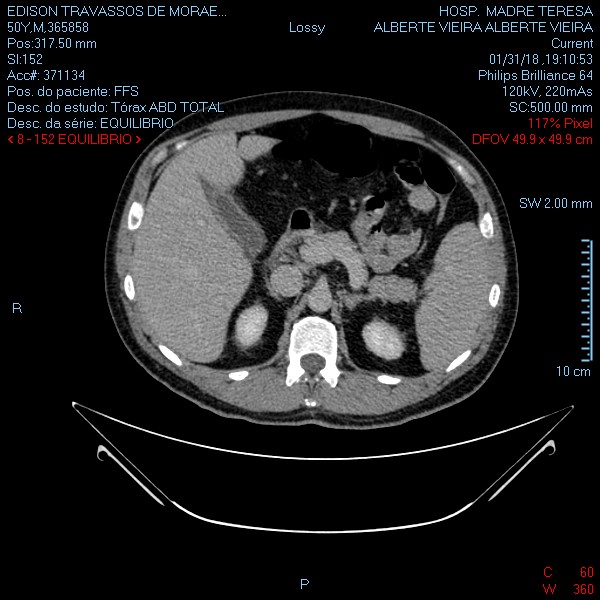 EDISON TRAVASSOS DE MORAE...
50Y,M,365858
Pos:317.50 mm
Sl:152
Acc#: 371134
Pos. do paciente: FFS
Desc. do estudo: Tórax ABD TOTAL
Desc. da série: EQUILIBRIO
< 8 - 152 EQUILIBRIO >
Lossy
HOSP. MADRE TERESA
ALBERTE VIEIRA ALBERTE VIEIRA
Current
01/31/18 ,19:10:53
Philips Brilliance 64
120kV, 220mAs
SC:500.00 mm
117% Pixel
DFOV 49.9 x 49.9 cm
SW 2.00 mm
R
10 cm
P
C 60
W 360